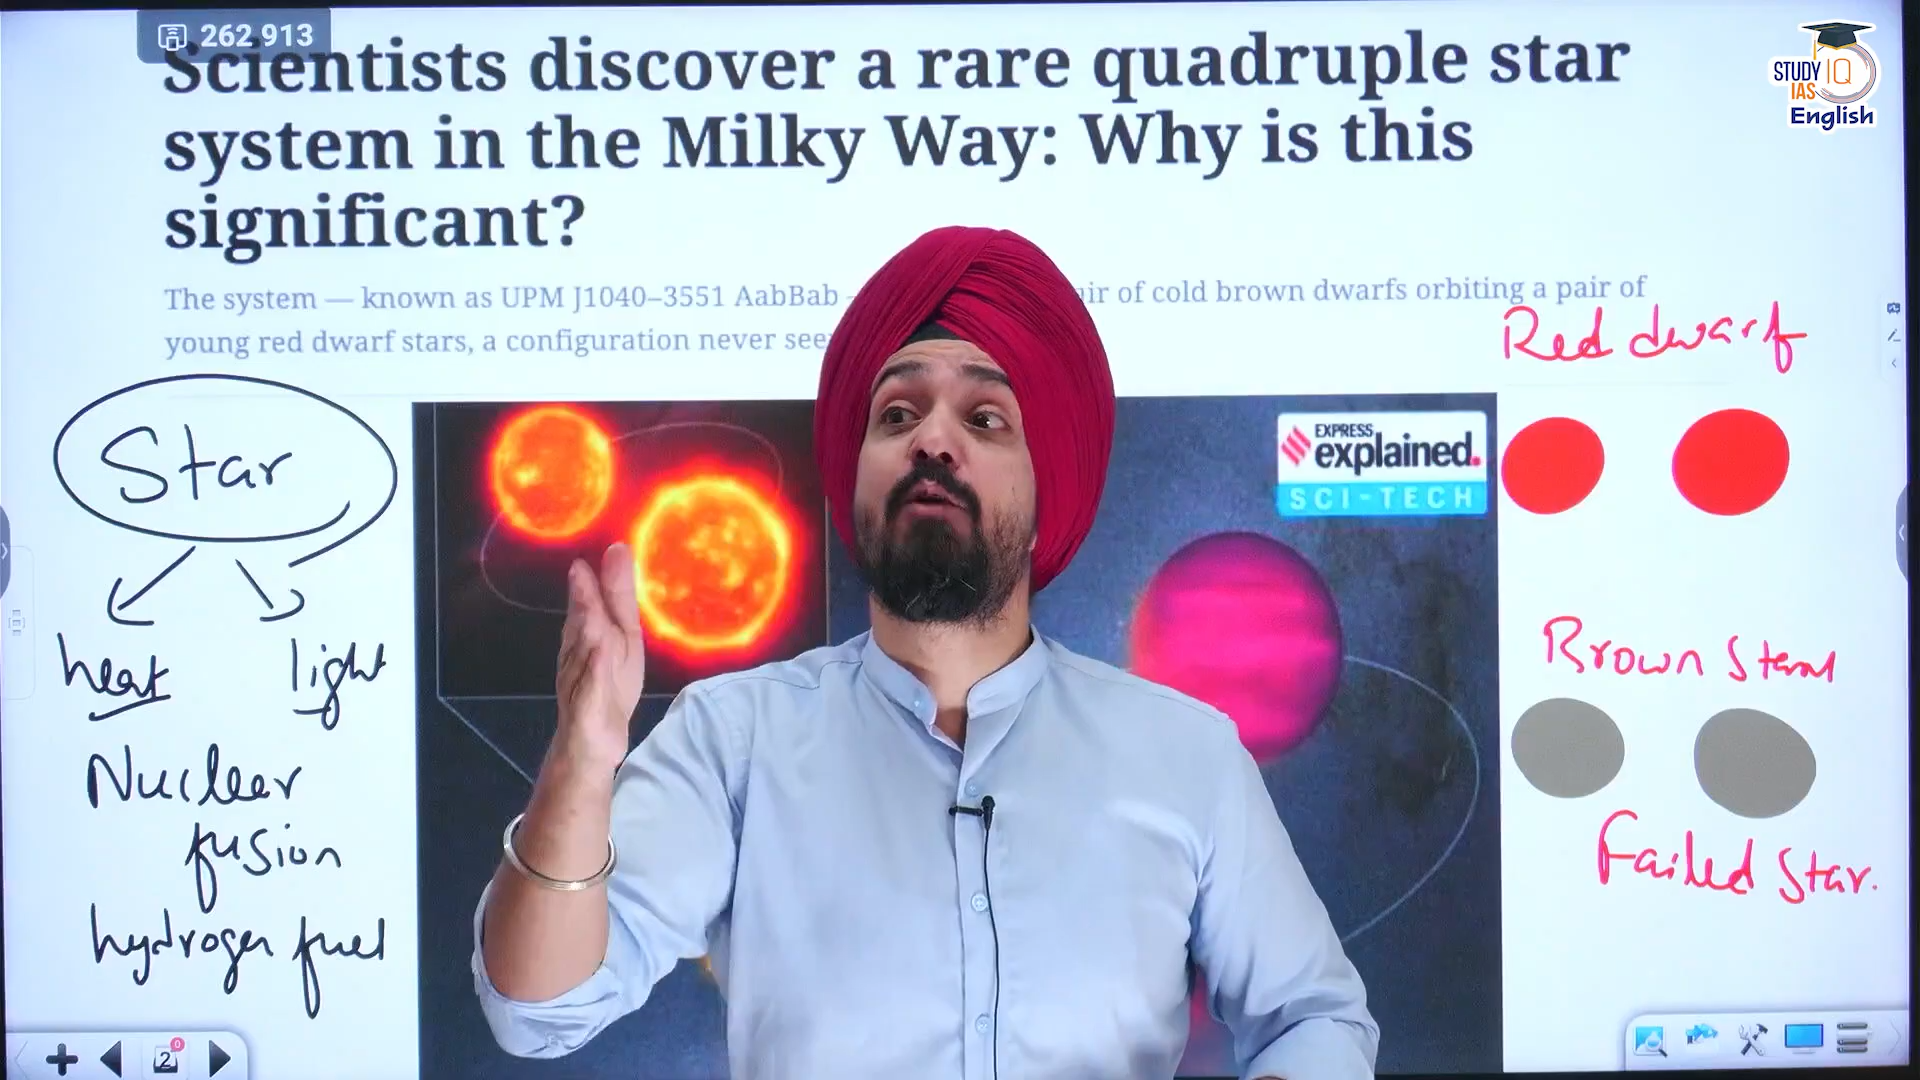 262 913
Scientists discover a rare quadruple star
system in the Milky Way: Why is this
significant?
The system — known as UPM J1040–3551 AabBab - ir of cold brown dwarfs orbiting a pair of
young red dwarf stars, a configuration never see
STUDY IQ
IAS
English
Red dwarf
Star
heat light
Nuclear
fusion
hydrogen fuel
EXPRESS
explained.
SCI-TECH
Brown
Failed Star.
2
0